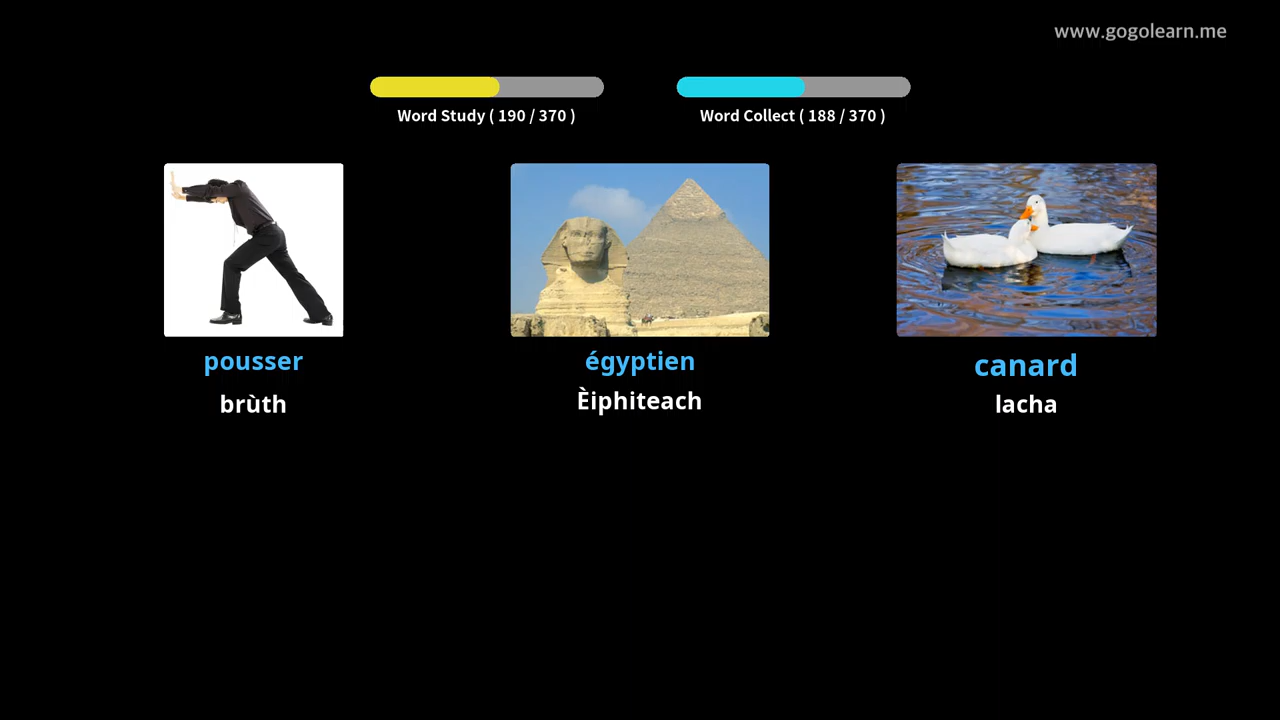 www.gogolearn.me
Word Study ( 190 / 370 )
Word Collect ( 188 / 370 )
pousser
brùth
égyptien
Èiphiteach
canard
lacha